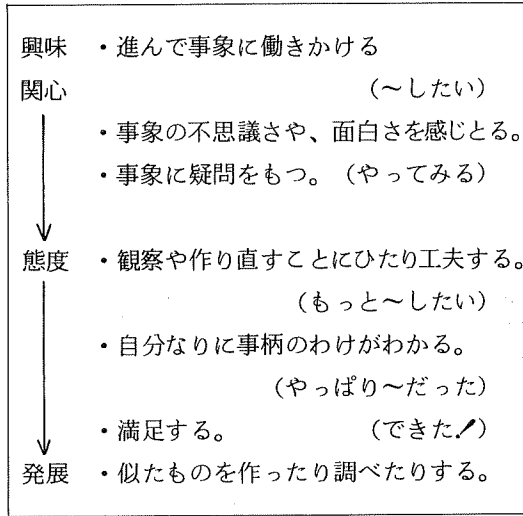 興味 ・進んで事象に働きかける
関心 (~したい)
・事象の不思議さや、面白さを感じとる。
・事象に疑問をもつ。(やってみる)
態度 ・観察や作り直すことにひたり工夫する。
(もっと~したい)
・自分なりに事柄のわけがわかる。
(やっぱり~だった)
・満足する。 (できた!)
発展 ・似たものを作ったり調べたりする。